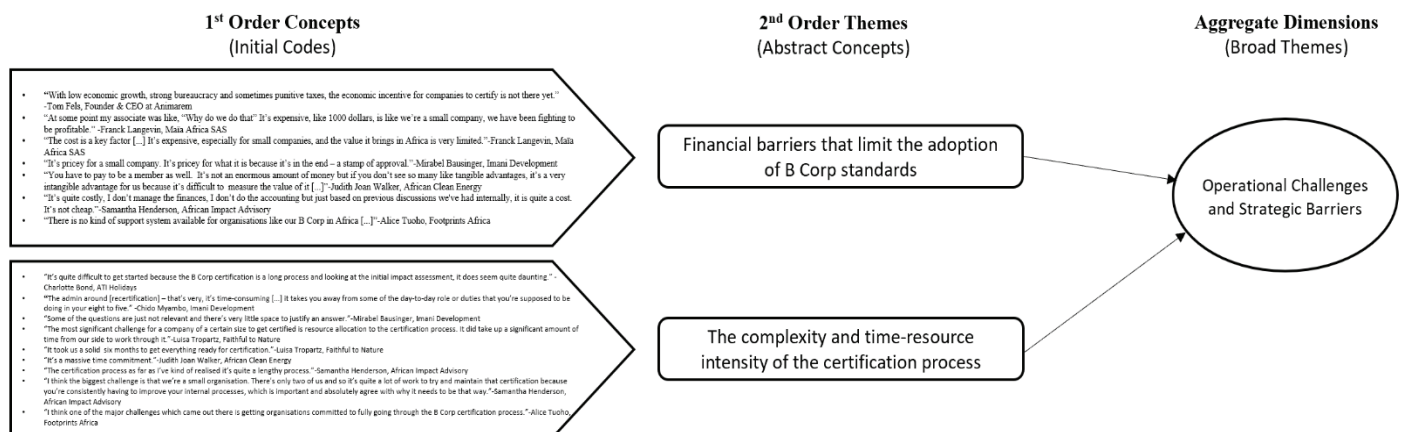 1st Order Concepts
(Initial Codes)
2nd Order Themes
(Abstract Concepts)
Aggregate Dimensions
(Broad Themes)
• “With low economic growth, strong bureaucracy and sometimes punitive taxes, the economic incentive for companies to certify is not there yet.”
-Tom Fels, Founder & CEO at Animarem
• “At some point my associate was like, “Why do we do that” It’s expensive, like 1000 dollars, is like we’re a small company, we have been fighting to
be profitable.” -Franck Langevin, Maïa Africa SAS
• “The cost is a key factor [...] It’s expensive, especially for small companies, and the value it brings in Africa is very limited.”-Franck Langevin, Maïa
Africa SAS
• “It’s pricey for a small company. It’s pricey for what it is because it’s in the end – a stamp of approval.”-Mirabel Bausinger, Imani Development
• “You have to pay to be a member as well. It’s not an enormous amount of money but if you don’t see so many like tangible advantages, it’s a very
intangible advantage for us because it’s difficult to measure the value of it [...]”-Judith Joan Walker, African Clean Energy
• “It’s quite costly, I don’t manage the finances, I don’t do the accounting but just based on previous discussions we’ve had internally, it is quite a cost.
It’s not cheap.”-Samantha Henderson, African Impact Advisory
• “There is no kind of support system available for organisations like our B Corp in Africa [...]”-Alice Tuoho, Footprints Africa
Financial barriers that limit the adoption
of B Corp standards
Operational Challenges
and Strategic Barriers
• “It’s quite difficult to get started because the B Corp certification is a long process and looking at the initial impact assessment, it does seem quite daunting.” -
Charlotte Bond, ATI Holidays
• “The admin around [recertification] – that’s very, it’s time-consuming [...] it takes you away from some of the day-to-day role or duties that you’re supposed to be
doing in your eight to five.” -Chido Myambo, Imani Development
• “Some of the questions are just not relevant and there’s very little space to justify an answer.”-Mirabel Bausinger, Imani Development
• “The most significant challenge for a company of a certain size to get certified is resource allocation to the certification process. It did take up a significant amount of
time from our side to work through it.”-Luisa Tropartz, Faithful to Nature
• “It took us a solid six months to get everything ready for certification.”-Luisa Tropartz, Faithful to Nature
• “It’s a massive time commitment.”-Judith Joan Walker, African Clean Energy
• “The certification process as far as I’ve kind of realised it’s quite a lengthy process.”-Samantha Henderson, African Impact Advisory
• “I think the biggest challenge is that we’re a small organisation. There’s only two of us and so it’s quite a lot of work to try and maintain that certification because
you’re consistently having to improve your internal processes, which is important and absolutely agree with why it needs to be that way.”-Samantha Henderson,
African Impact Advisory
• “I think one of the major challenges which came out there is getting organisations committed to fully going through the B Corp certification process.”-Alice Tuoho,
Footprints Africa
The complexity and time-resource
intensity of the certification process